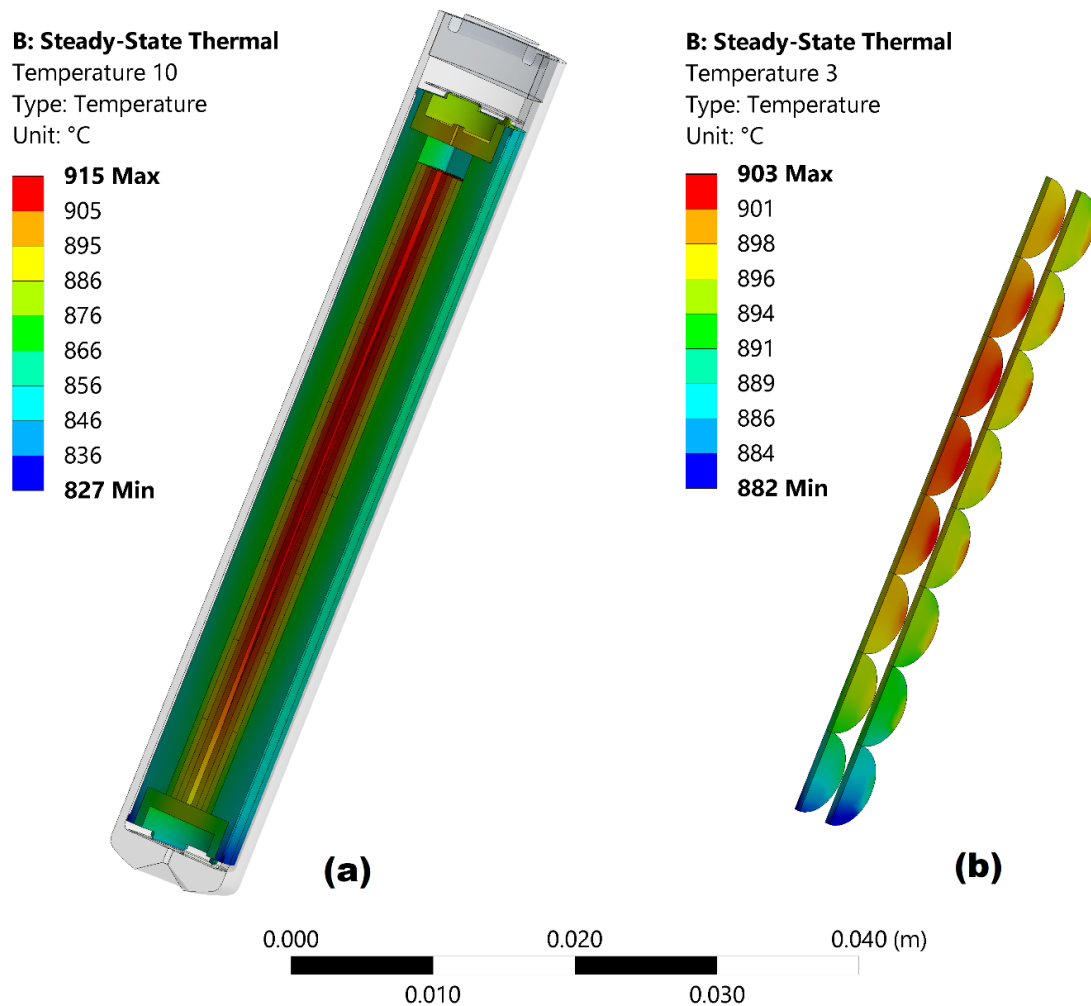 B: Steady-State Thermal
Temperature 10
Type: Temperature
Unit: °C
915 Max
905
895
886
876
866
856
846
836
827 Min
(a)
B: Steady-State Thermal
Temperature 3
Type: Temperature
Unit: °C
903 Max
901
898
896
894
891
889
886
884
882 Min
(b)
0.000 0.020 0.040 (m)
0.010 0.030